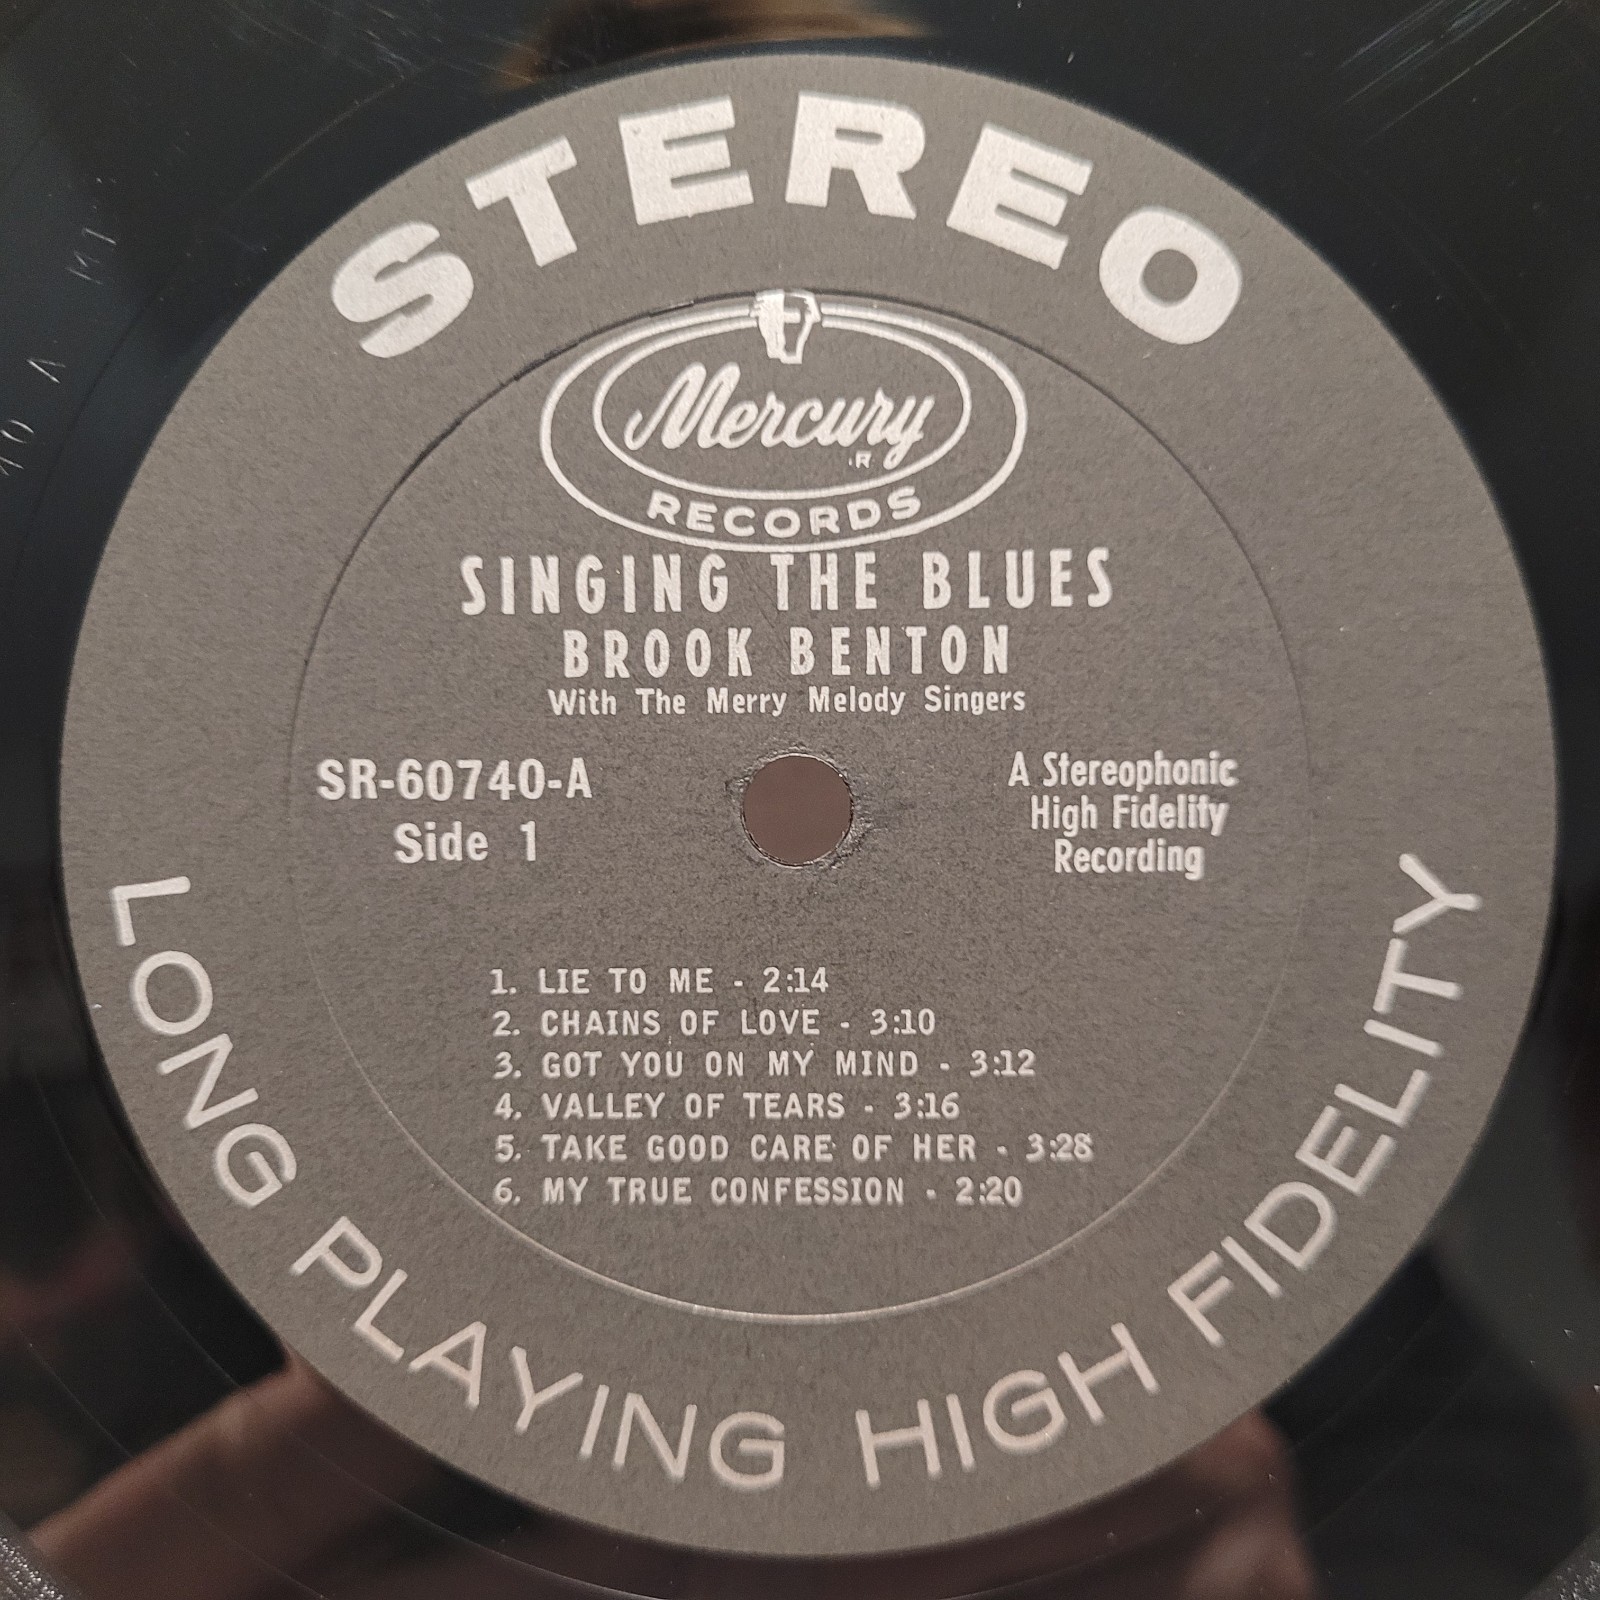 STEREO
Mercury
R
RECORDS
SINGING THE BLUES
BROOK BENTON
With The Merry Melody Singers
SR-60740-A
Side 1
A Stereophonic
High Fidelity
Recording
1. LIE TO ME - 2:14
2. CHAINS OF LOVE - 3:10
3. GOT YOU ON MY MIND - 3:12
4. VALLEY OF TEARS - 3:16
5. TAKE GOOD CARE OF HER - 3:28
6. MY TRUE CONFESSION - 2:20
LONG PLAYING HIGH FIDELITY